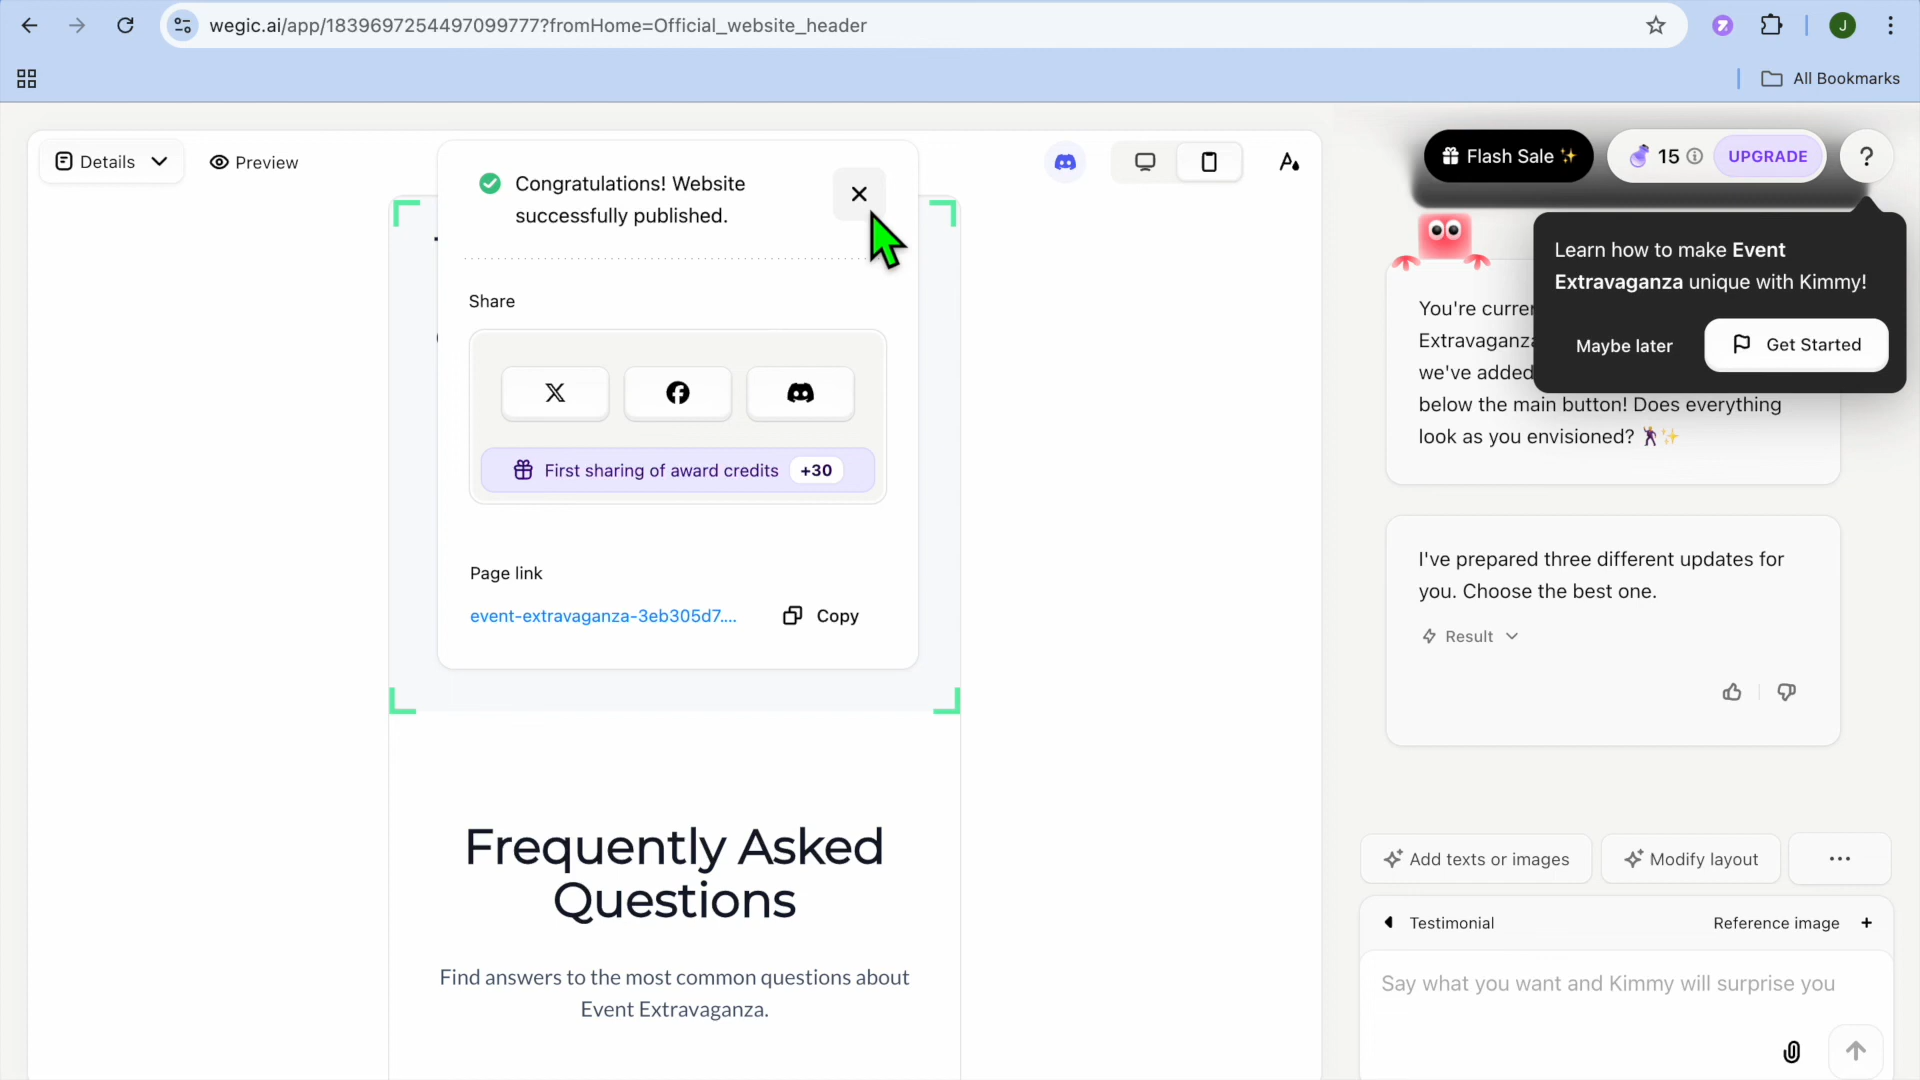 wegic.ai/app/1839697254497099777?fromHome=Official_website_header
J
All Bookmarks
Details
Preview
Congratulations! Website
successfully published.
Share
First sharing of award credits +30
Page link
event-extravaganza-3eb305d7....
Copy
Frequently Asked
Questions
Find answers to the most common questions about
Event Extravaganza.
Flash Sale
15
UPGRADE
?
Learn how to make Event
Extravaganza unique with Kimmy!
Maybe later
Get Started
You're
Extravaganza
we've added
below the main button! Does everything
look as you envisioned?
I've prepared three different updates for
you. Choose the best one.
Result
Add texts or images
Modify layout
Testimonial
Reference image +
Say what you want and Kimmy will surprise you